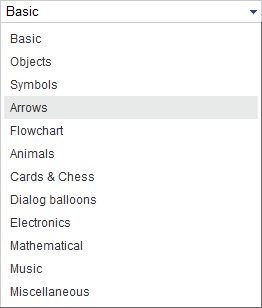 Basic
Basic
Objects
Symbols
Arrows
Flowchart
Animals
Cards & Chess
Dialog balloons
Electronics
Mathematical
Music
Miscellaneous